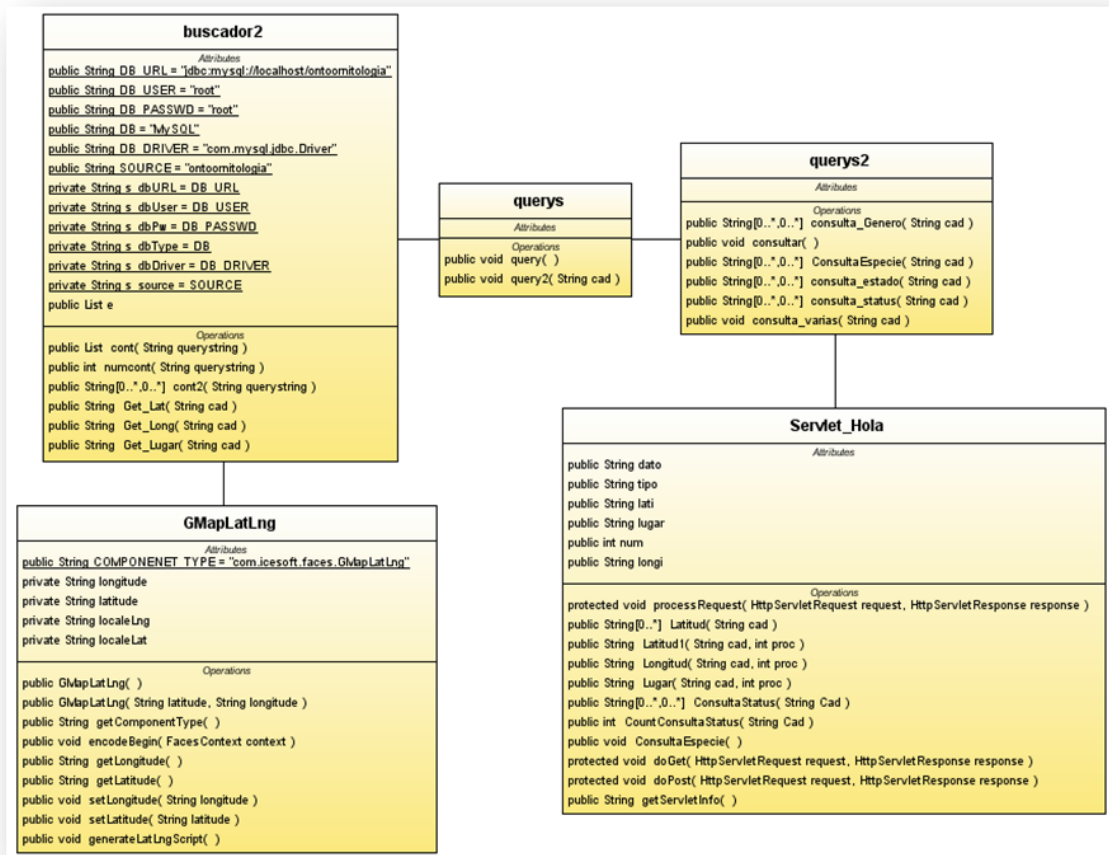 buscador2
Attributes
public String DB_URL = "jdbc:mysql://localhost/ontoornitologia"
public String DB_USER = "root"
public String DB_PASSWD = "root"
public String DB = "MySQL"
public String DB_DRIVER = "com.mysql.jdbc.Driver"
public String SOURCE = "ontoornitologia"
private String s_dbURL = DB_URL
private String s_dbUser = DB_USER
private String s_dbPw = DB_PASSWD
private String s_dbType = DB
private String s_dbDriver = DB_DRIVER
private String s_source = SOURCE
public List e
Operations
public List cont( String querystring )
public int numcont( String querystring )
public String[0..*,0..*] cont2( String querystring )
public String Get_Lat( String cad )
public String Get_Long( String cad )
public String Get_Lugar( String cad )
querys
Attributes
Operations
public void query( )
public void query2( String cad )
querys2
Attributes
Operations
public String[0..*,0..*] consulta_Genero( String cad )
public void consultar( )
public String[0..*,0..*] ConsultaEspecie( String cad )
public String[0..*,0..*] consulta_estado( String cad )
public String[0..*,0..*] consulta_status( String cad )
public void consulta_varias( String cad )
GMapLatLng
Attributes
public String COMPONENET_TYPE = "com.icesoft.faces.GMapLatLng"
private String longitude
private String latitude
private String localeLng
private String localeLat
Operations
public GMapLatLng( )
public GMapLatLng( String latitude, String longitude )
public String getComponentType( )
public void encodeBegin( FacesContext context )
public String getLongitude( )
public String getLatitude( )
public void setLongitude( String longitude )
public void setLatitude( String latitude )
public void generateLatLngScript( )
Servlet_Hola
Attributes
public String dato
public String tipo
public String lati
public String lugar
public int num
public String longi
Operations
protected void processRequest( HttpServletRequest request, HttpServletResponse response )
public String[0..*] Latitud( String cad )
public String Latitud1( String cad, int proc )
public String Longitud( String cad, int proc )
public String Lugar( String cad, int proc )
public String[0..*,0..*] ConsultaStatus( String Cad )
public int CountConsultaStatus( String Cad )
public void ConsultaEspecie( )
protected void doGet( HttpServletRequest request, HttpServletResponse response )
protected void doPost( HttpServletRequest request, HttpServletResponse response )
public String getServletInfo( )